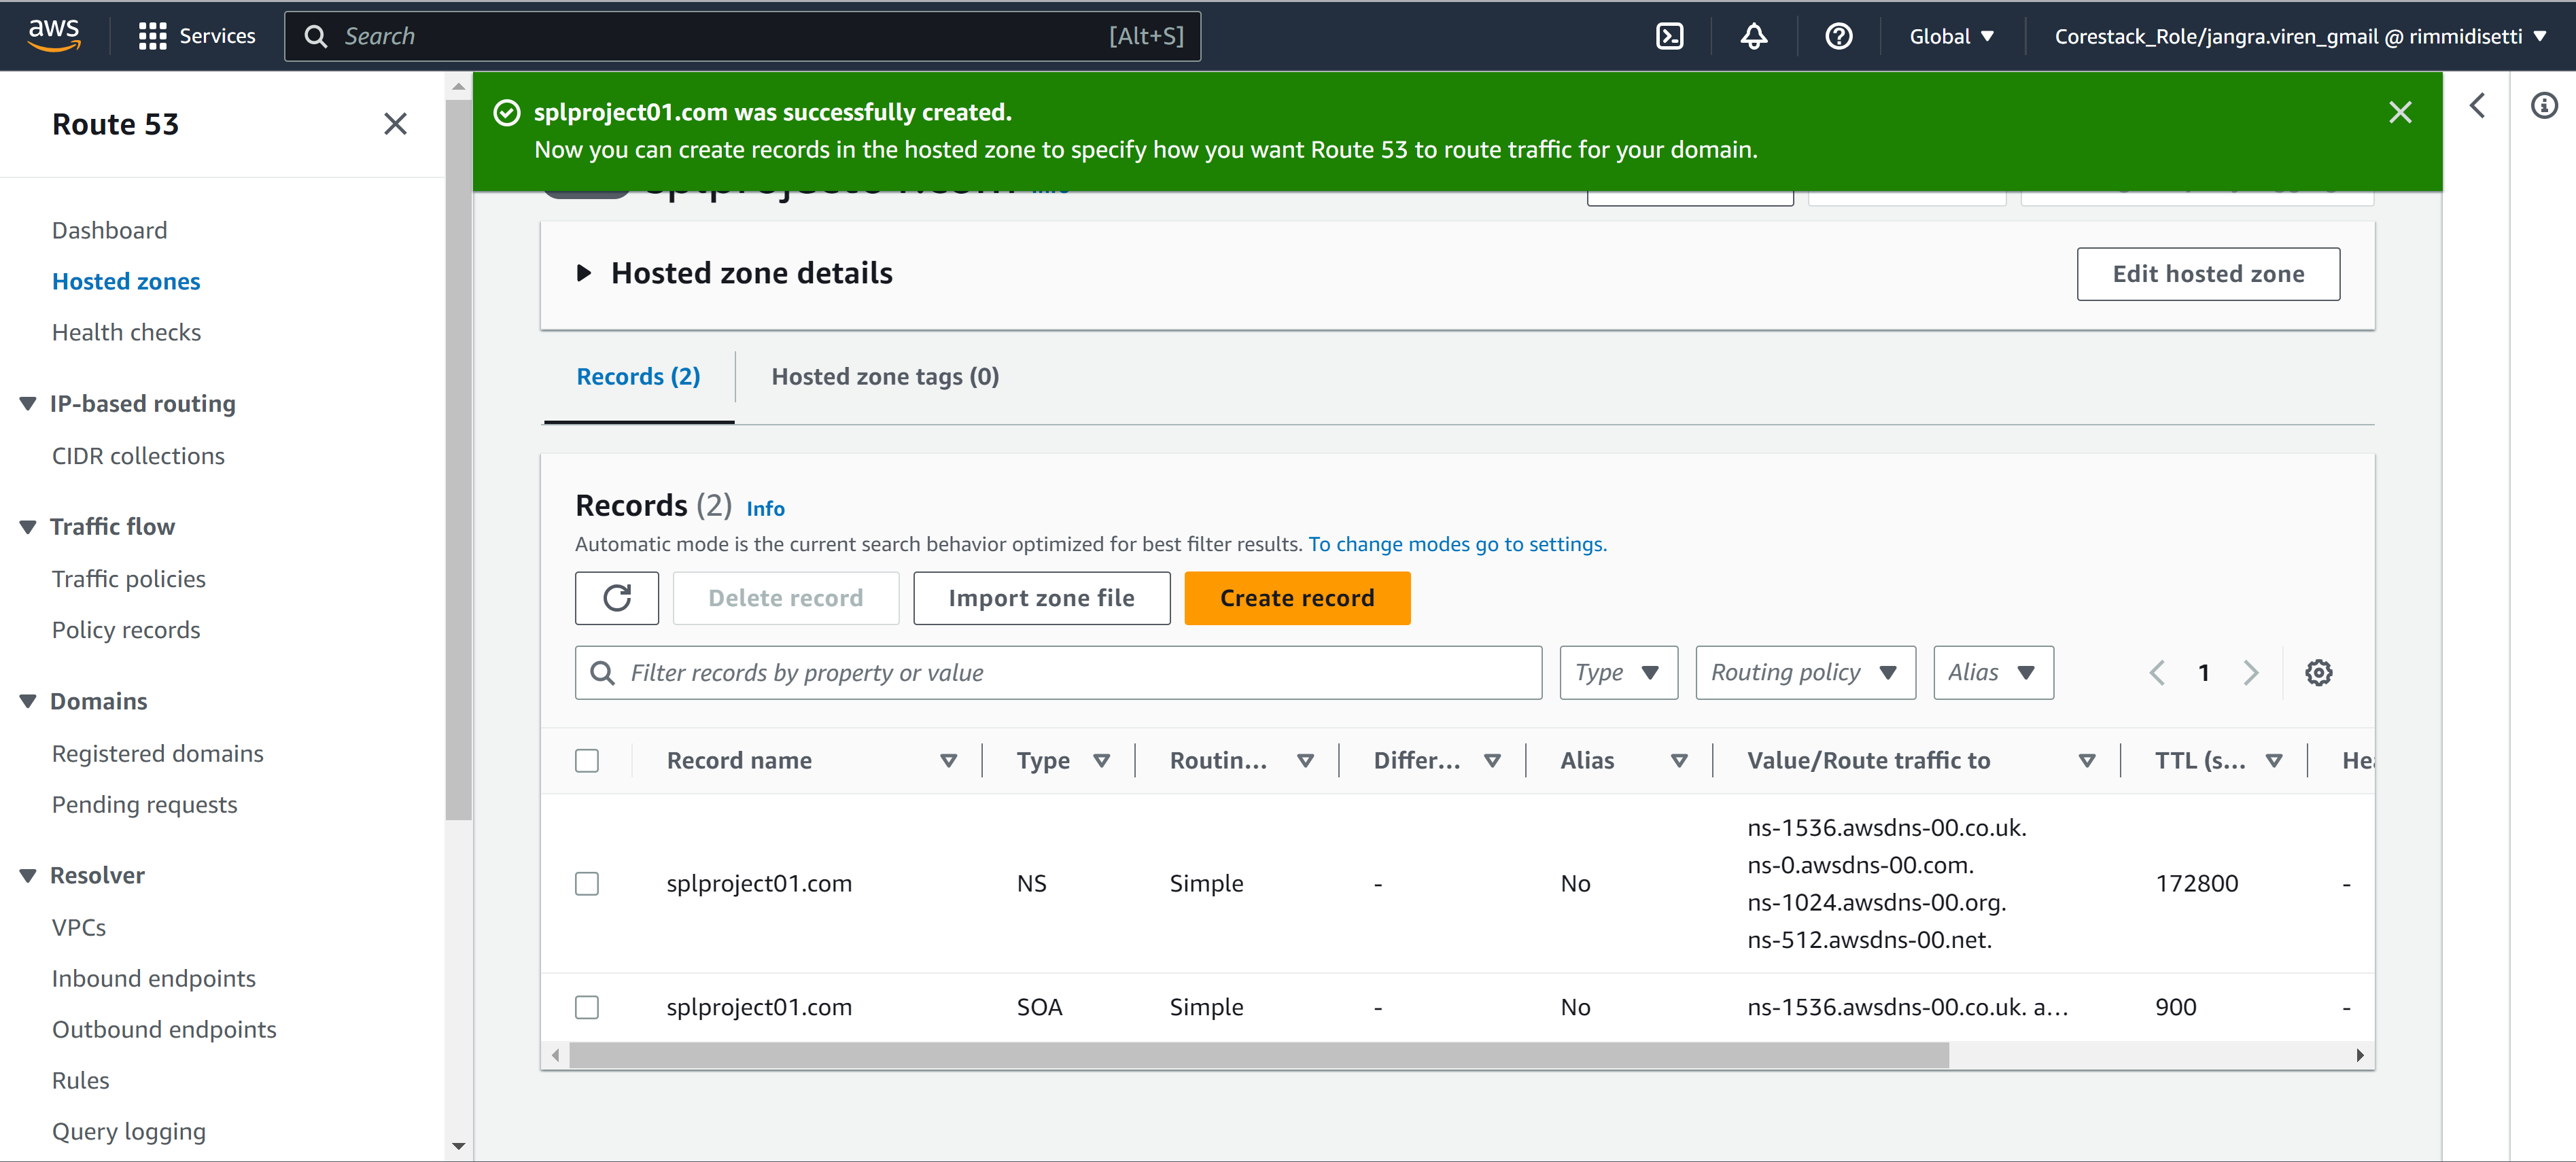 aws
Services
Search
[Alt+S]
Global
Corestack_Role/jangra.viren_gmail @ rimmidisetti
Route 53
Dashboard
Hosted zones
Health checks
IP-based routing
CIDR collections
Traffic flow
Traffic policies
Policy records
Domains
Registered domains
Pending requests
Resolver
VPCs
Inbound endpoints
Outbound endpoints
Rules
Query logging
splproject01.com was successfully created.
Now you can create records in the hosted zone to specify how you want Route 53 to route traffic for your domain.
splproject01.com Info
Hosted zone details
Edit hosted zone
Records (2)
Hosted zone tags (0)
Records (2) Info
Automatic mode is the current search behavior optimized for best filter results. To change modes go to settings.
Delete record
Import zone file
Create record
Filter records by property or value
Type
Routing policy
Alias
1
Record name
Type
Routin...
Differ...
Alias
Value/Route traffic to
TTL (s...
Hea
splproject01.com
NS
Simple
-
No
ns-1536.awsdns-00.co.uk.
ns-0.awsdns-00.com.
ns-1024.awsdns-00.org.
ns-512.awsdns-00.net.
172800
-
splproject01.com
SOA
Simple
-
No
ns-1536.awsdns-00.co.uk. a...
900
-